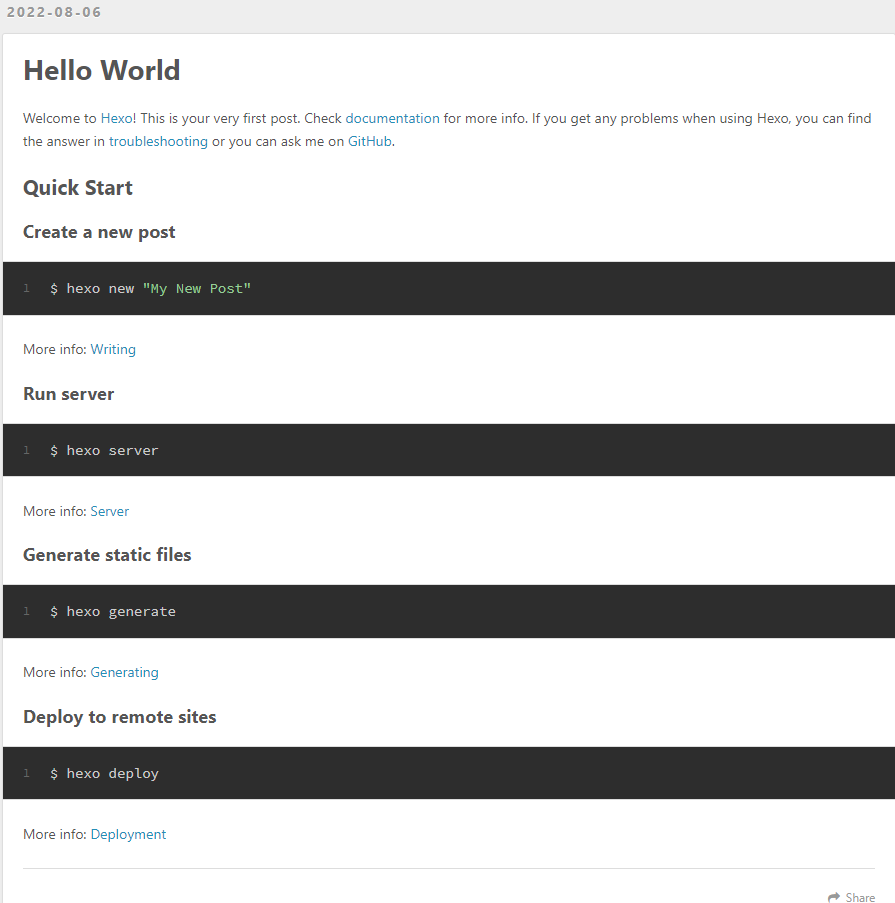 2022-08-06
Hello World
Welcome to Hexo! This is your very first post. Check documentation for more info. If you get any problems when using Hexo, you can find
the answer in troubleshooting or you can ask me on GitHub.
Quick Start
Create a new post
1 $ hexo new "My New Post"
More info: Writing
Run server
1 $ hexo server
More info: Server
Generate static files
1 $ hexo generate
More info: Generating
Deploy to remote sites
1 $ hexo deploy
More info: Deployment
Share